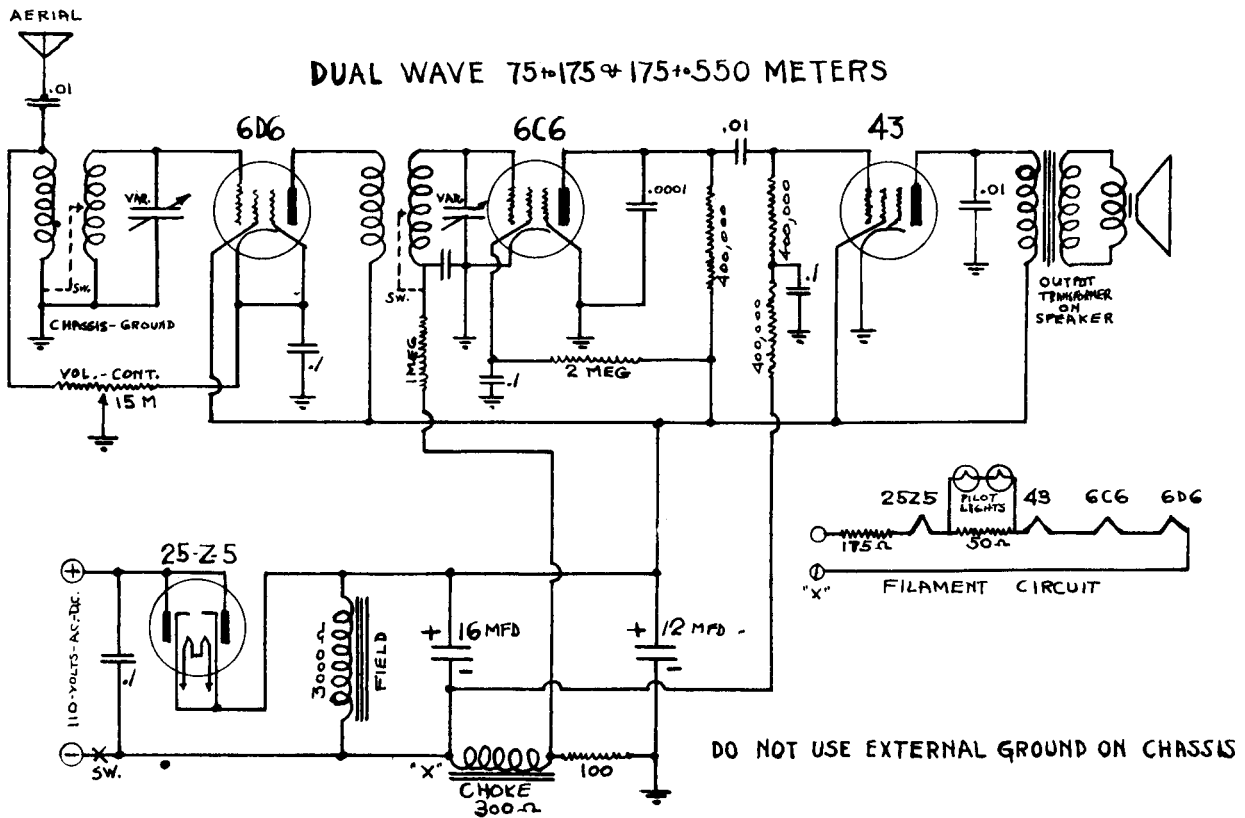 AERIAL
.01
DUAL WAVE 75 to 175 & 175 to 550 METERS
6D6
6C6
.01
43
VAR.
VAR.
.0001
400,000
400,000
.01
SW.
SW.
CHASSIS-GROUND
.1
1 MEG
.1
2 MEG
400,000
.1
OUTPUT
TRANSFORMER
ON
SPEAKER
VOL.-CONT.
15 M
25Z5
PILOT
LIGHTS
43
6C6
6D6
175Ω
50Ω
"X"
FILAMENT CIRCUIT
25-Z-5
+
110-VOLTS-AC.-D.C.
.1
3000Ω
FIELD
+ 16 MFD
-
+ 12 MFD -
-
-
SW.
"X"
CHOKE
300Ω
100
DO NOT USE EXTERNAL GROUND ON CHASSIS